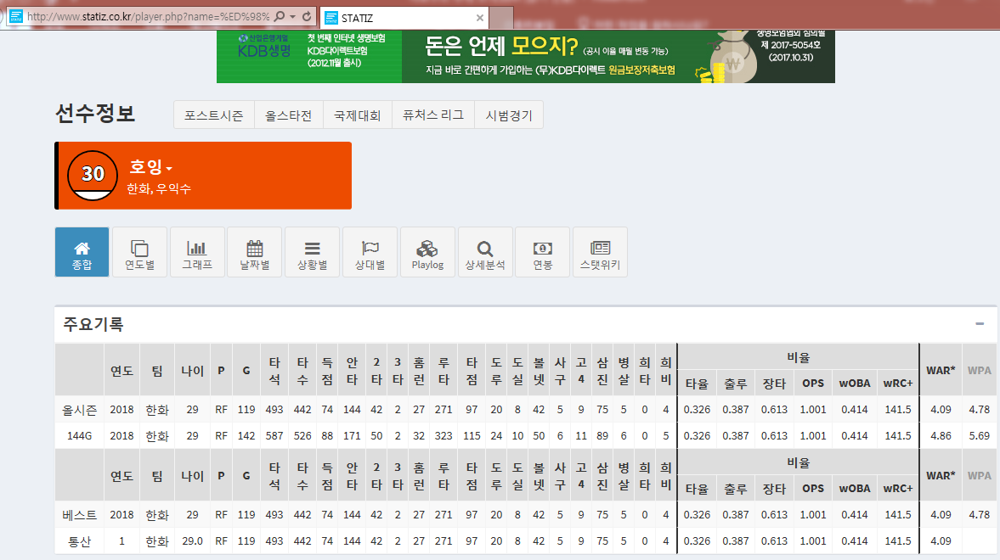 http://www.statiz.co.kr/player.php?name=%ED%98% STATIZ
산업은행계열
KDB생명
첫 번째 인터넷 생명보험
KDB다이렉트보험
(2012.11월 출시)
돈은 언제 모으지? (공시 이율 매월 변동 가능)
지금 바로 간편하게 가입하는 (무)KDB다이렉트 원금보장저축보험
생명보험협회 심의필
제 2017-5054호
(2017.10.31)
선수정보 포스트시즌 올스타전 국제대회 퓨처스 리그 시범경기
30 호잉
한화, 우익수
종합 연도별 그래프 날짜별 상황별 상대별 Playlog 상세분석 연봉 스탯위키
주요기록
연도 팀 나이 P G 타석 타수 득점 안타 2타 3타 홈런 루타 타점 도루 도실 볼넷 사구 고4 삼진 병살 희타 희비 비율 WAR* WPA
타율 출루 장타 OPS wOBA wRC+
올시즌 2018 한화 29 RF 119 493 442 74 144 42 2 27 271 97 20 8 42 5 9 75 5 0 4 0.326 0.387 0.613 1.001 0.414 141.5 4.09 4.78
144G 2018 한화 29 RF 142 587 526 88 171 50 2 32 323 115 24 10 50 6 11 89 6 0 5 0.326 0.387 0.613 1.001 0.414 141.5 4.86 5.69
연도 팀 나이 P G 타석 타수 득점 안타 2타 3타 홈런 루타 타점 도루 도실 볼넷 사구 고4 삼진 병살 희타 희비 비율 WAR* WPA
타율 출루 장타 OPS wOBA wRC+
베스트 2018 한화 29 RF 119 493 442 74 144 42 2 27 271 97 20 8 42 5 9 75 5 0 4 0.326 0.387 0.613 1.001 0.414 141.5 4.09 4.78
통산 1 한화 29.0 RF 119 493 442 74 144 42 2 27 271 97 20 8 42 5 9 75 5 0 4 0.326 0.387 0.613 1.001 0.414 141.5 4.09